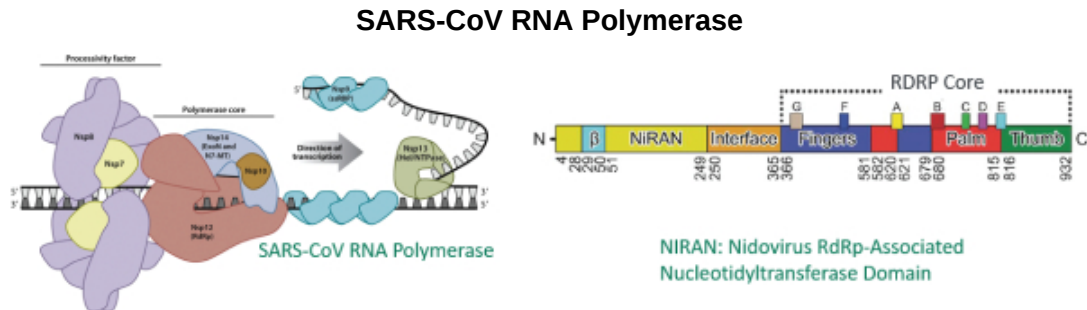 SARS-CoV RNA Polymerase
Processivity factor
Polymerase core
Nsp8
Nsp7
Nsp14
(ExoN and
N7-MT)
Nsp10
Nsp12
(RdRp)
5'
Nsp9
(ssRBP)
Direction of
transcription
Nsp13
(Hel/NTPase)
5'
3'
5'
3'
SARS-CoV RNA Polymerase
RDRP Core
G F A B C D E
N β NiRAN Interface Fingers Palm Thumb C
4 28 29 50 51 249 250 365 366 581 582 620 621 679 680 815 816 932
NIRAN: Nidovirus RdRp-Associated
Nucleotidyltransferase Domain